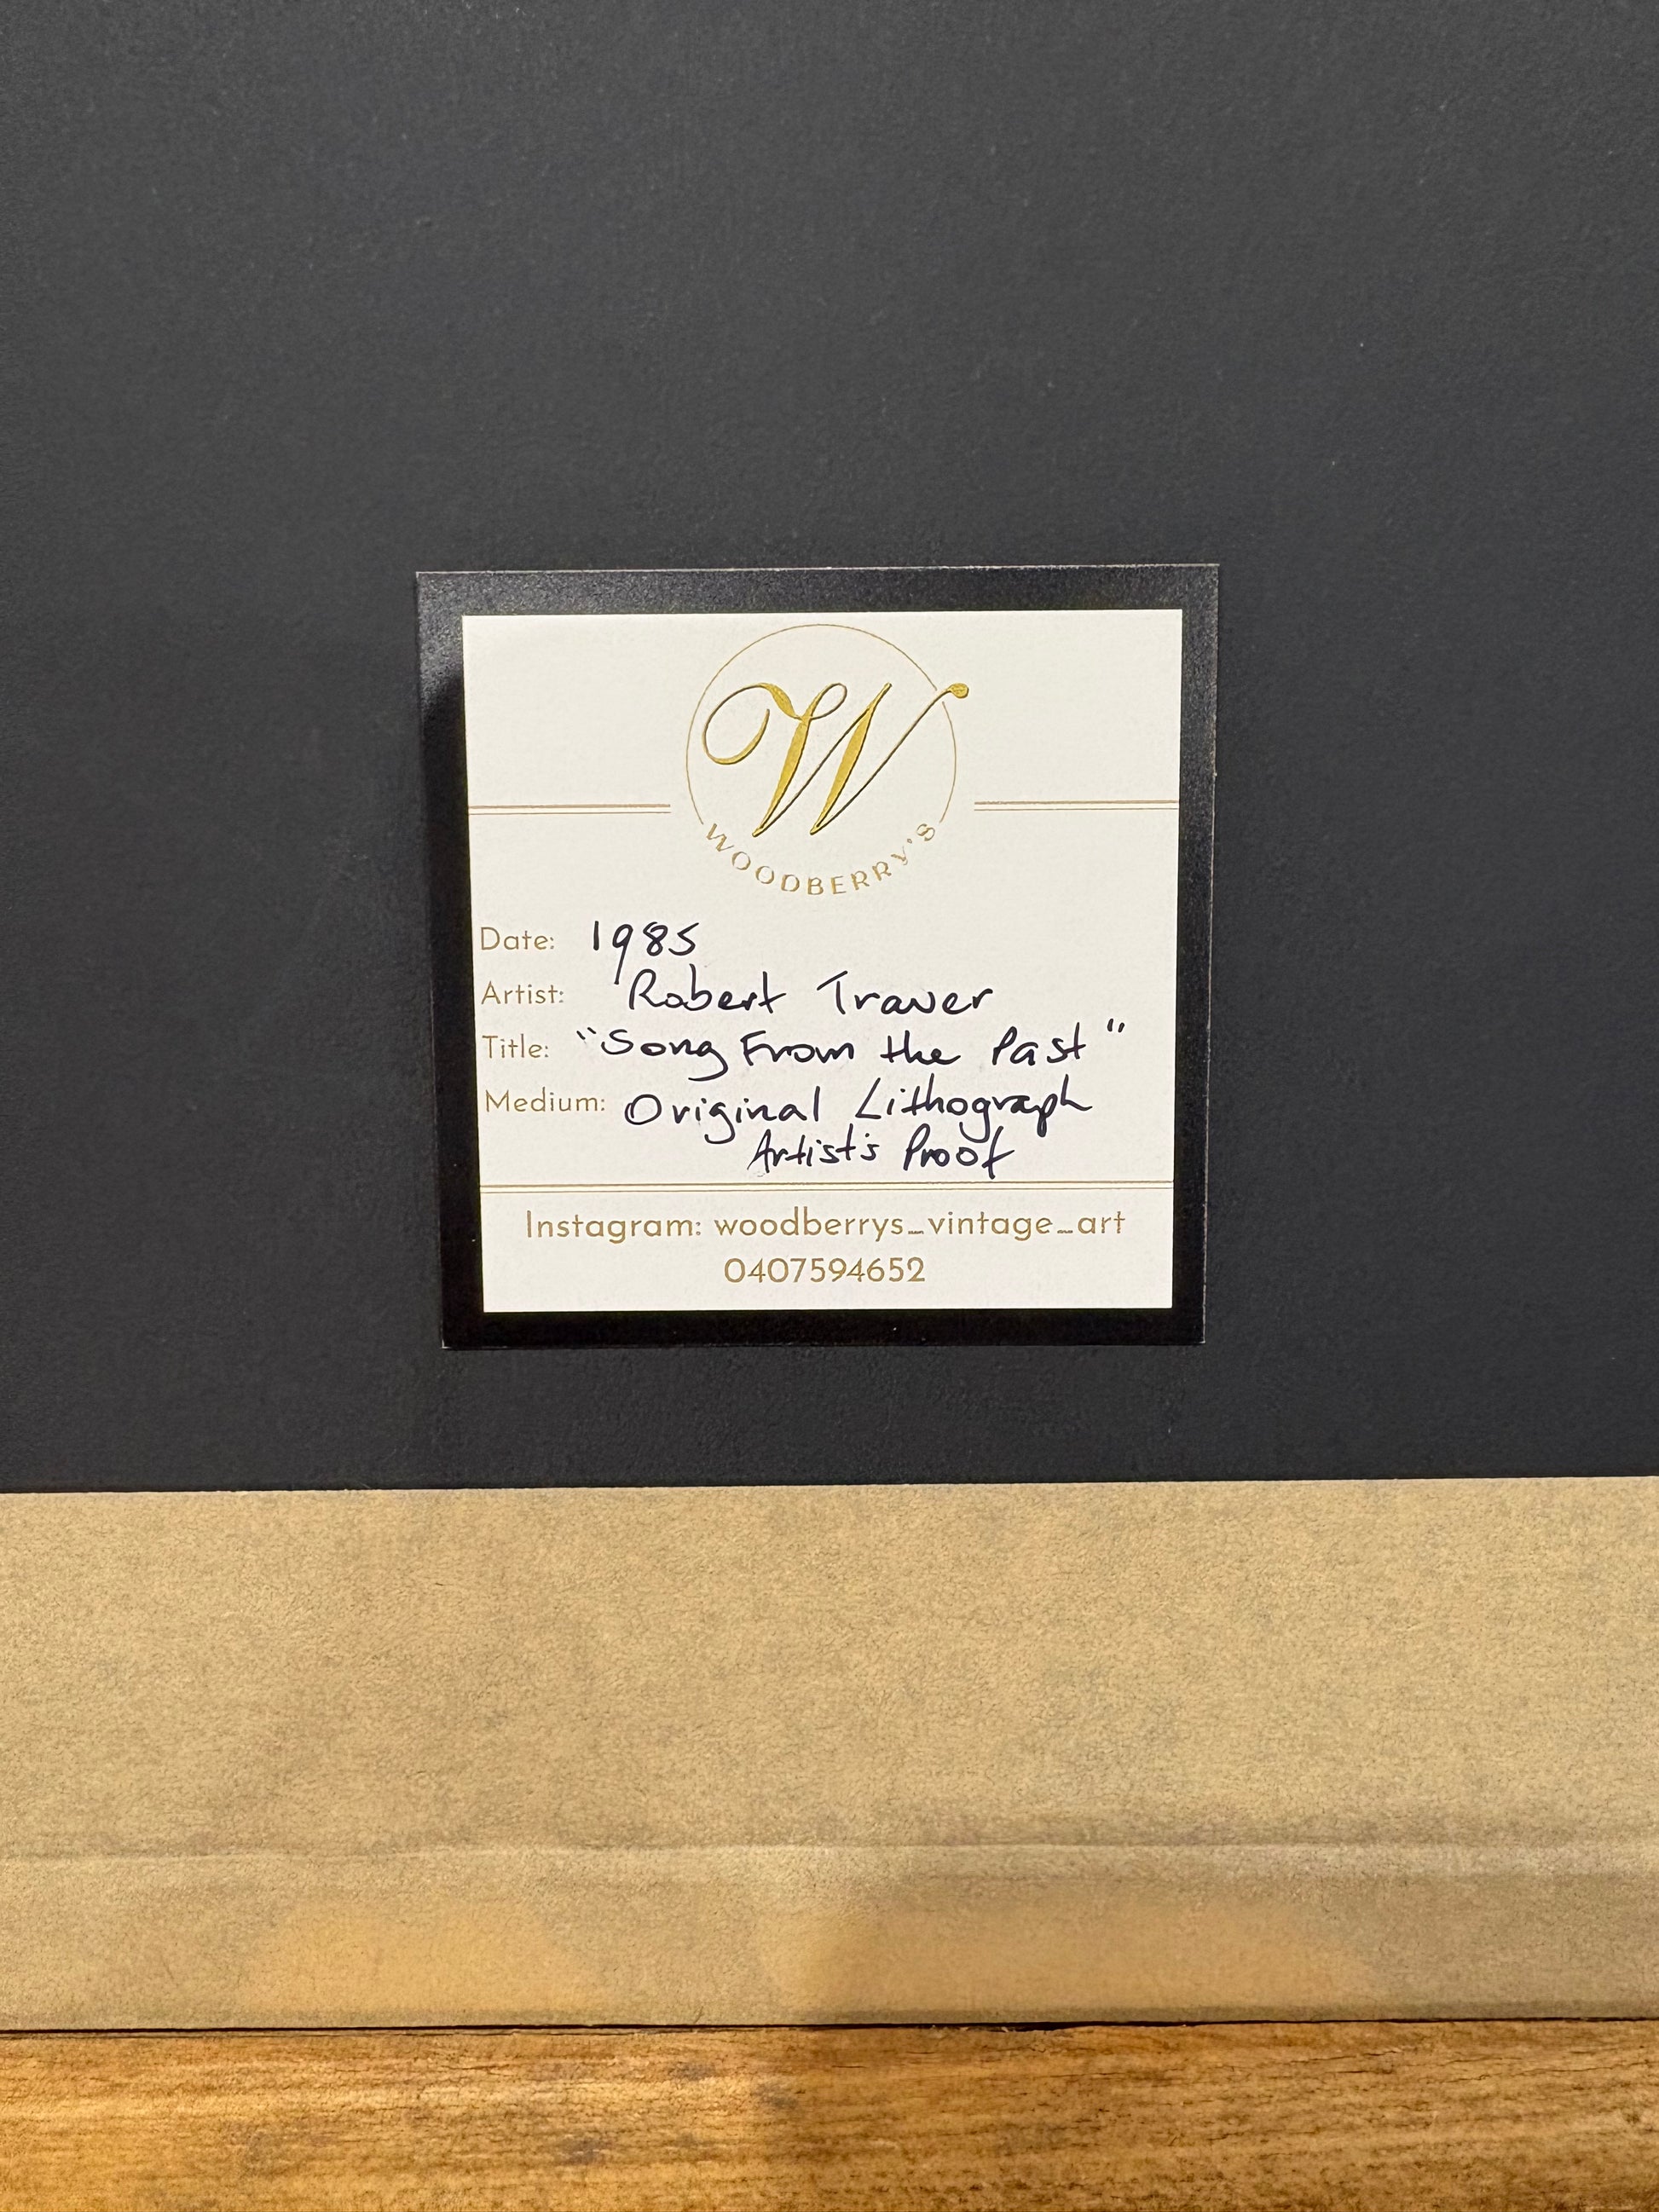 W
WOODBERRY'S
Date: 1985
Artist: Robert Traver
Title: "Song From the Past"
Medium: Original Lithograph
Artist's Proof
Instagram: woodberrys_vintage_art
0407594652